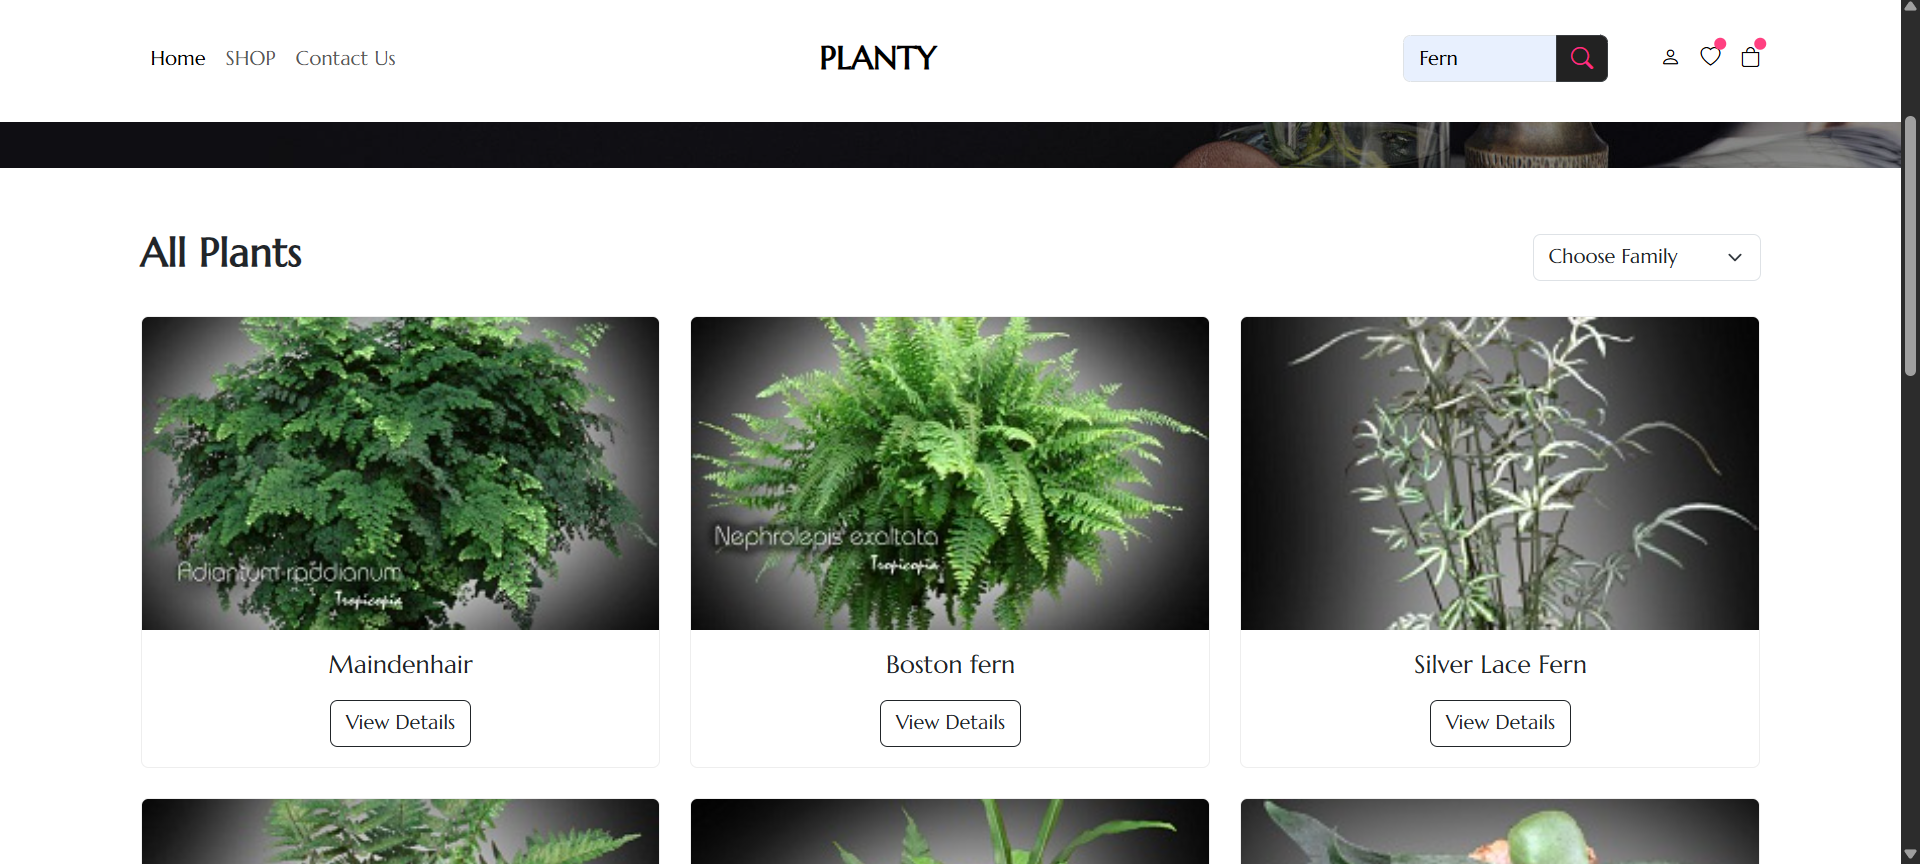 Home SHOP Contact Us
PLANTY
Fern
All Plants
Choose Family
Adiantum raddianum
Tropicopia
Nephrolepis exaltata
Tropicopia
Maindenhair
Boston fern
Silver Lace Fern
View Details
View Details
View Details